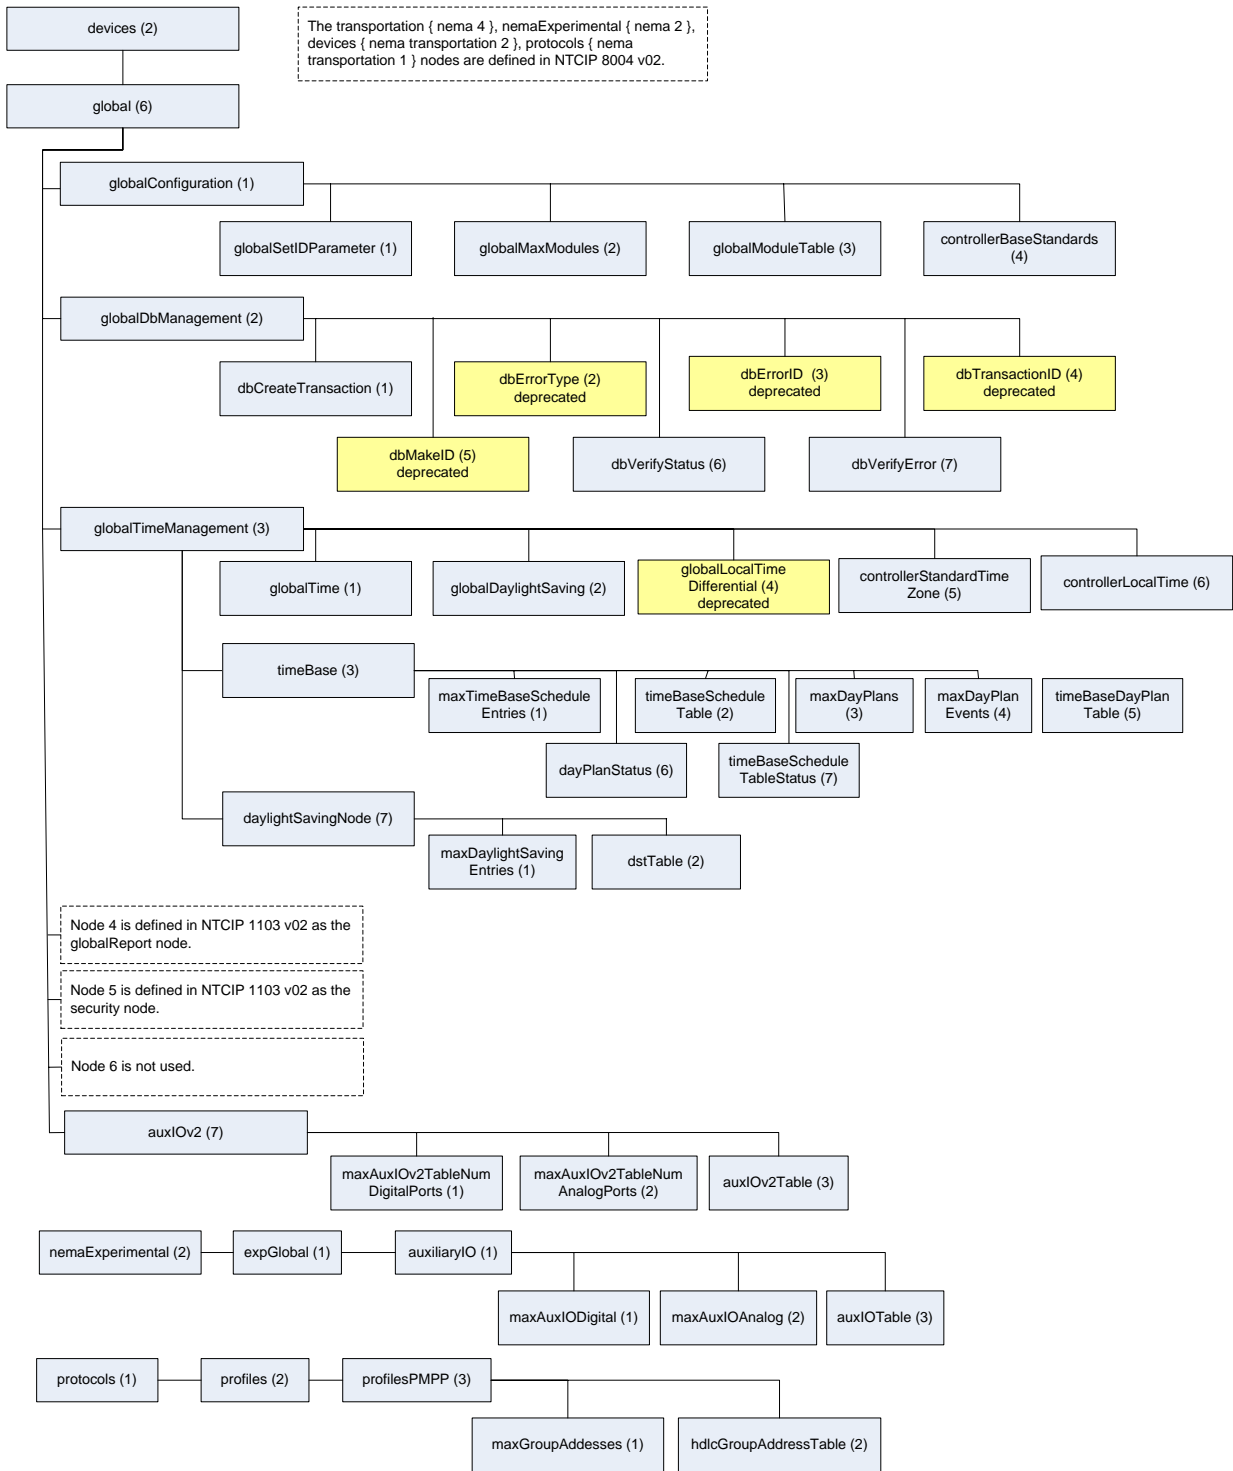 devices (2)
The transportation { nema 4 }, nemaExperimental { nema 2 },
devices { nema transportation 2 }, protocols { nema
transportation 1 } nodes are defined in NTCIP 8004 v02.
global (6)
globalConfiguration (1)
globalSetIDParameter (1)
globalMaxModules (2)
globalModuleTable (3)
controllerBaseStandards
(4)
globalDbManagement (2)
dbCreateTransaction (1)
dbErrorType (2)
deprecated
dbErrorID (3)
deprecated
dbTransactionID (4)
deprecated
dbMakeID (5)
deprecated
dbVerifyStatus (6)
dbVerifyError (7)
globalTimeManagement (3)
globalTime (1)
globalDaylightSaving (2)
globalLocalTime
Differential (4)
deprecated
controllerStandardTime
Zone (5)
controllerLocalTime (6)
timeBase (3)
maxTimeBaseSchedule
Entries (1)
timeBaseSchedule
Table (2)
maxDayPlans
(3)
maxDayPlan
Events (4)
timeBaseDayPlan
Table (5)
dayPlanStatus (6)
timeBaseSchedule
TableStatus (7)
daylightSavingNode (7)
maxDaylightSaving
Entries (1)
dstTable (2)
Node 4 is defined in NTCIP 1103 v02 as the
globalReport node.
Node 5 is defined in NTCIP 1103 v02 as the
security node.
Node 6 is not used.
auxIOv2 (7)
maxAuxIOv2TableNum
DigitalPorts (1)
maxAuxIOv2TableNum
AnalogPorts (2)
auxIOv2Table (3)
nemaExperimental (2)
expGlobal (1)
auxiliaryIO (1)
maxAuxIODigital (1)
maxAuxIOAnalog (2)
auxIOTable (3)
protocols (1)
profiles (2)
profilesPMPP (3)
maxGroupAddesses (1)
hdlcGroupAddressTable (2)